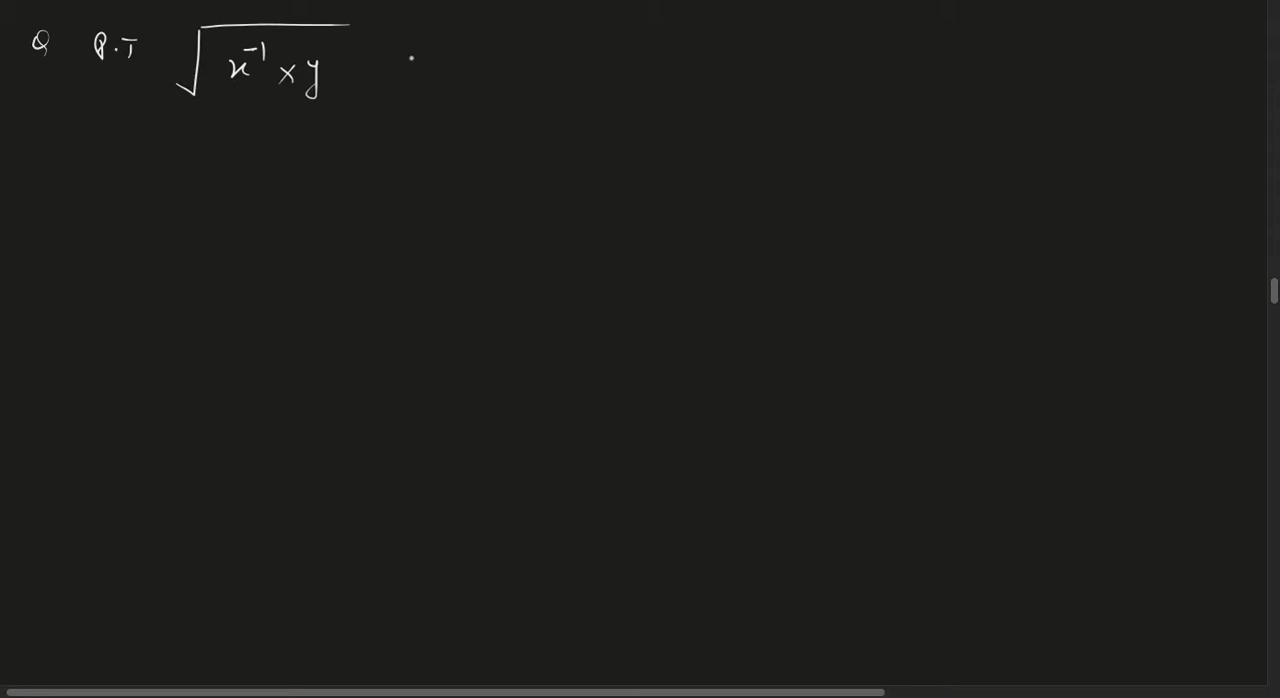 Q P.T √(x⁻¹ × y) .